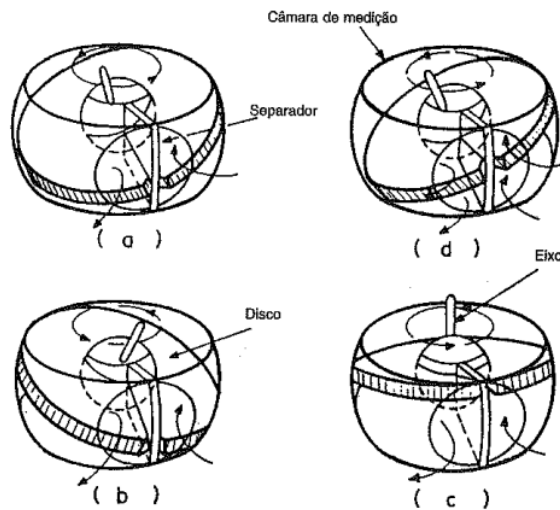 Câmara de medição
Separador
( a )
( d )
Eixo
Disco
( b )
( c )